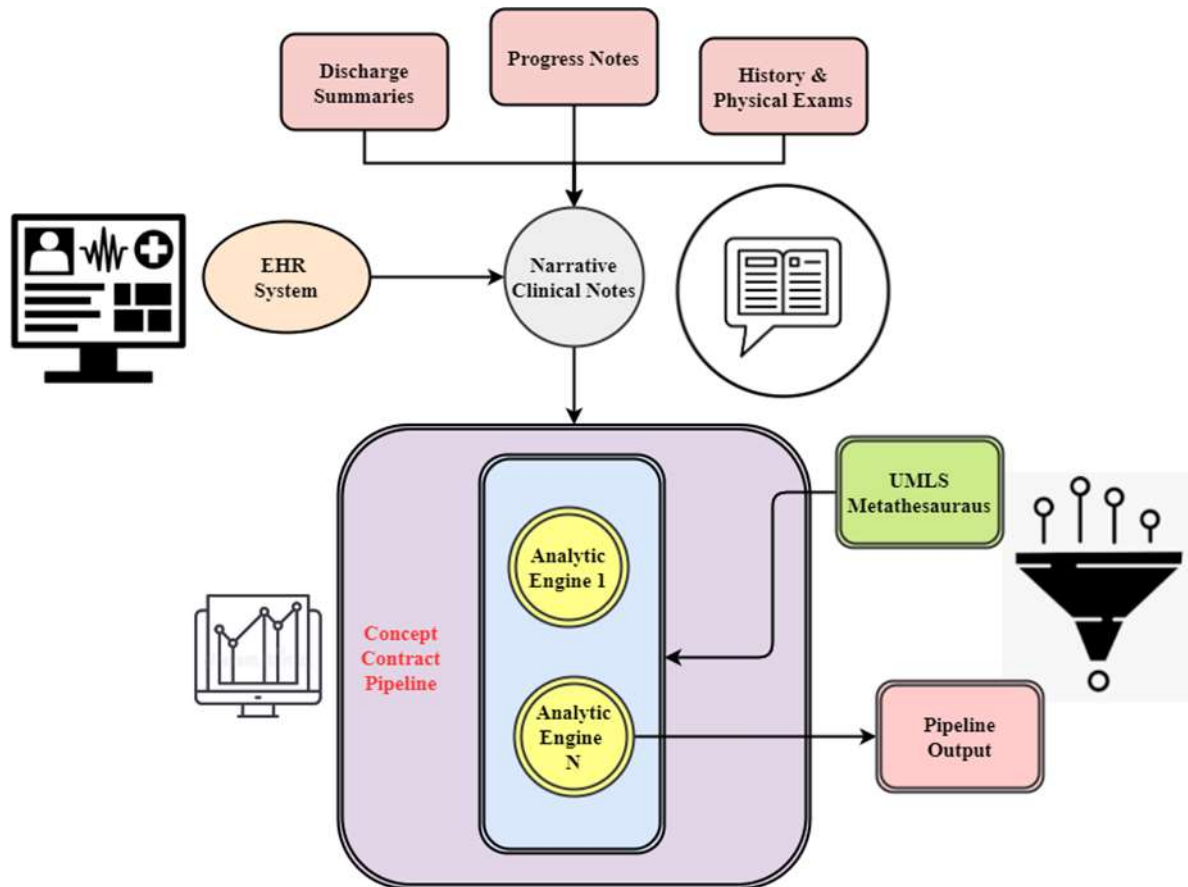 Discharge
Summaries
Progress Notes
History &
Physical Exams
EHR
System
Narrative
Clinical Notes
UMLS
Metathesauraus
Analytic
Engine 1
Concept
Contract
Pipeline
Analytic
Engine
N
Pipeline
Output